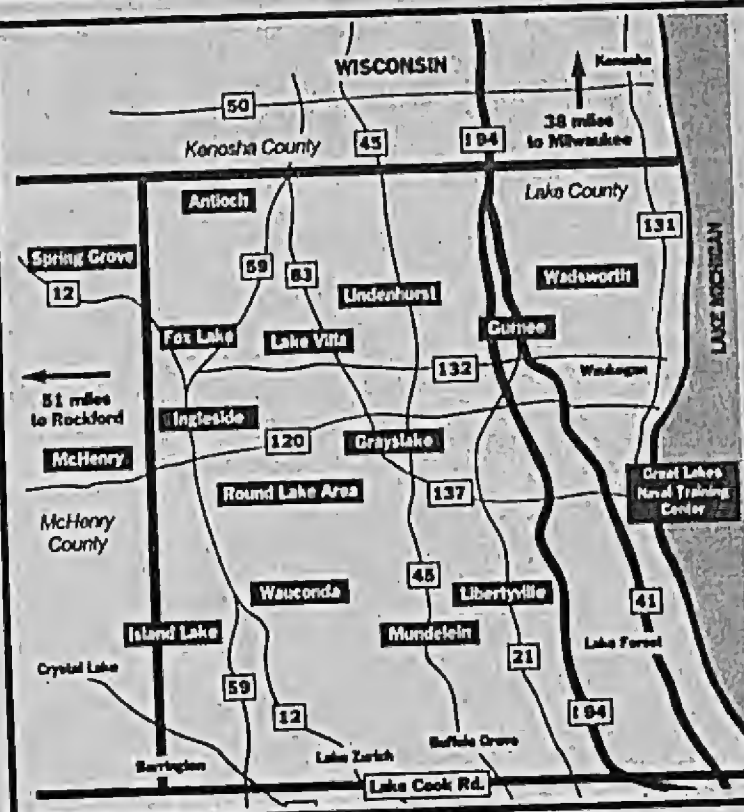 WISCONSIN
Kenosha
50
38 miles
to Milwaukee
Kenosha County
45
I 94
Lake County
Antioch
131
Spring Grove
59
83
Wadsworth
12
Lindenhurst
LAKE MICHIGAN
Fox Lake
Lake Villa
Gurnee
132
Waukegan
51 miles
to Rockford
Ingleside
120
Grayslake
McHenry
Great Lakes
Naval Training
Center
Round Lake Area
137
McHenry
County
45
Wauconda
Libertyville
41
Island Lake
Mundelein
Lake Forest
21
Crystal Lake
59
12
I 94
Buffalo Grove
Barrington
Lake Zurich
Lake Cook Rd.